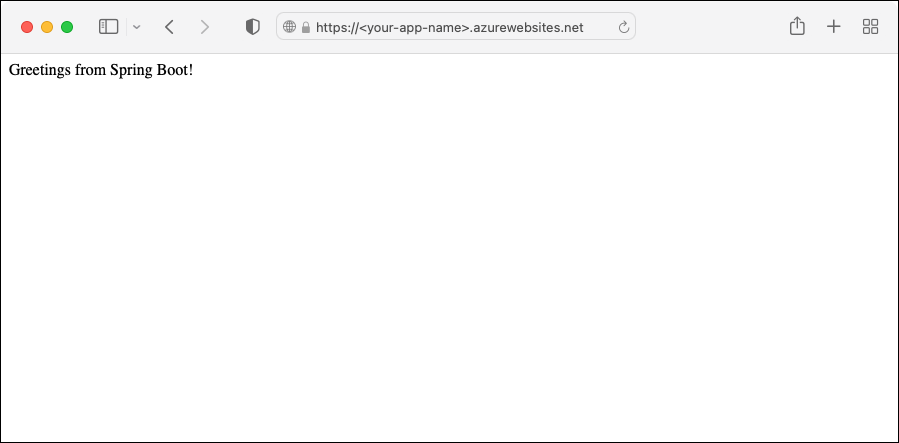 https://<your-app-name>.azurewebsites.net
Greetings from Spring Boot!